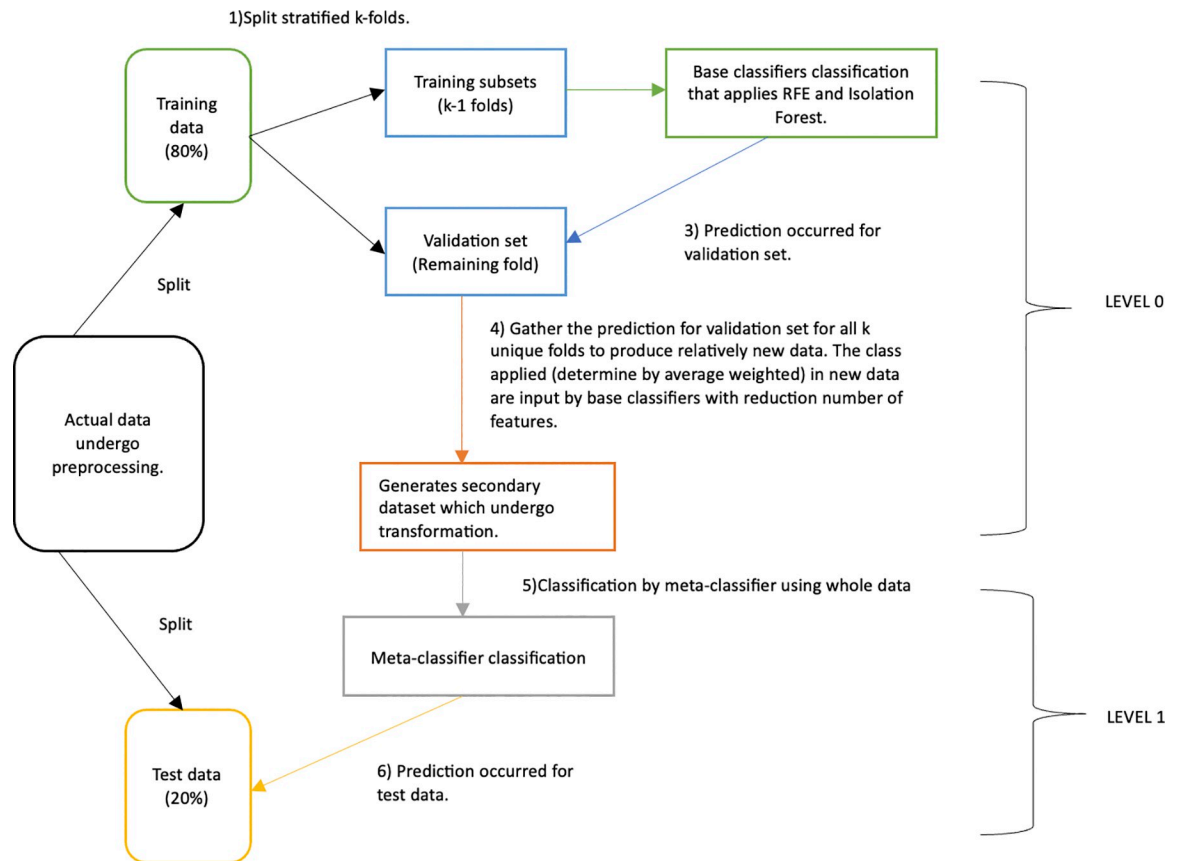 1)Split stratified k-folds.
Training
data
(80%)
Training subsets
(k-1 folds)
Base classifiers classification
that applies RFE and Isolation
Forest.
Validation set
(Remaining fold)
3) Prediction occurred for
validation set.
Split
LEVEL 0
4) Gather the prediction for validation set for all k
unique folds to produce relatively new data. The class
applied (determine by average weighted) in new data
are input by base classifiers with reduction number of
features.
Actual data
undergo
preprocessing.
Generates secondary
dataset which undergo
transformation.
5)Classification by meta-classifier using whole data
Split
Meta-classifier classification
LEVEL 1
6) Prediction occurred for
test data.
Test data
(20%)